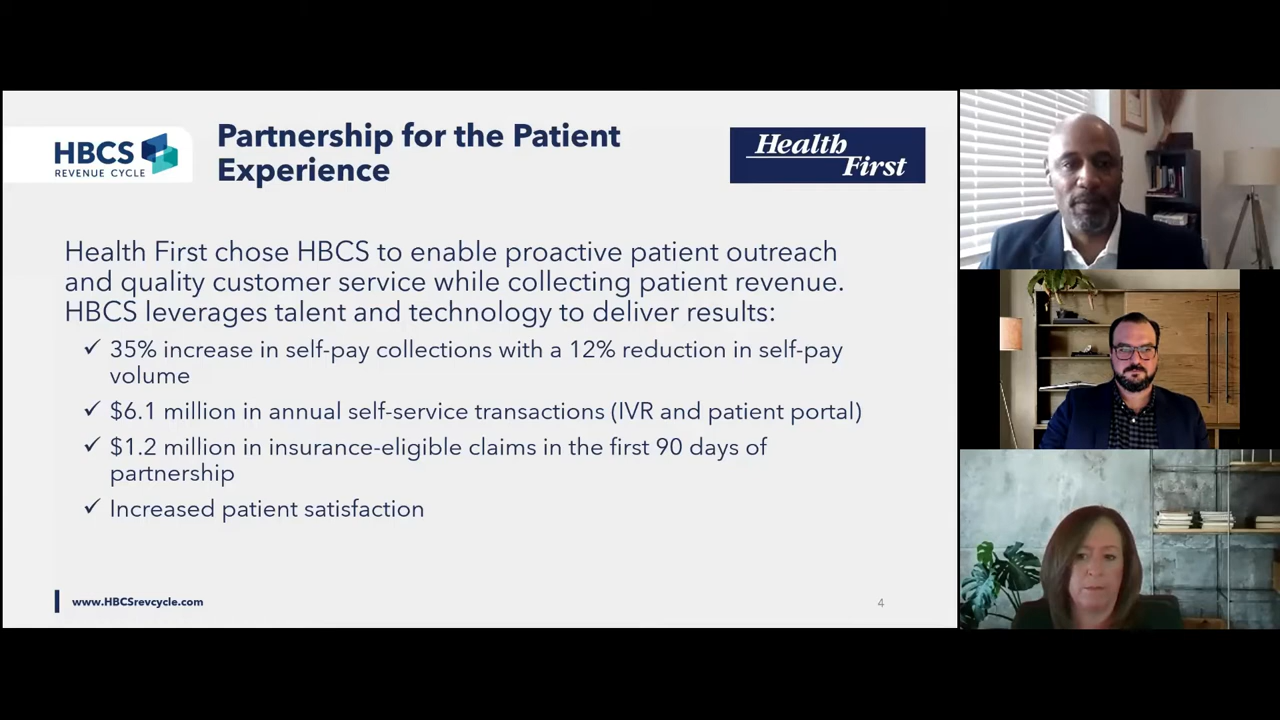 HBCS
REVENUE CYCLE
Partnership for the Patient
Experience
Health
First
Health First chose HBCS to enable proactive patient outreach
and quality customer service while collecting patient revenue.
HBCS leverages talent and technology to deliver results:
✓ 35% increase in self-pay collections with a 12% reduction in self-pay
volume
✓ $6.1 million in annual self-service transactions (IVR and patient portal)
✓ $1.2 million in insurance-eligible claims in the first 90 days of
partnership
✓ Increased patient satisfaction
www.HBCSrevcycle.com
4